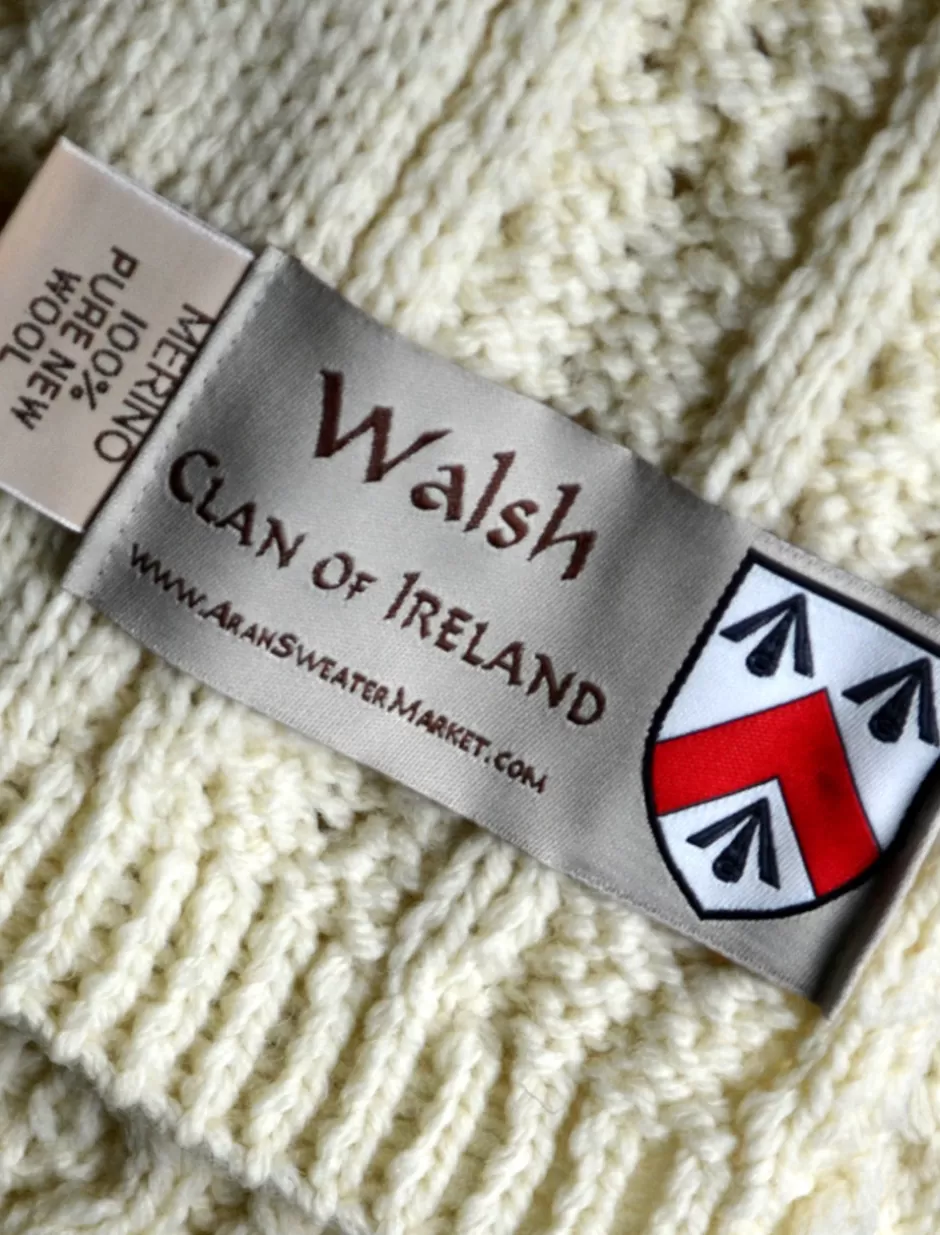 Walsh
CLAN OF IRELAND
www.ARANSWEATERMARKET.COM
MERINO
100%
PURE NEW
WOOL